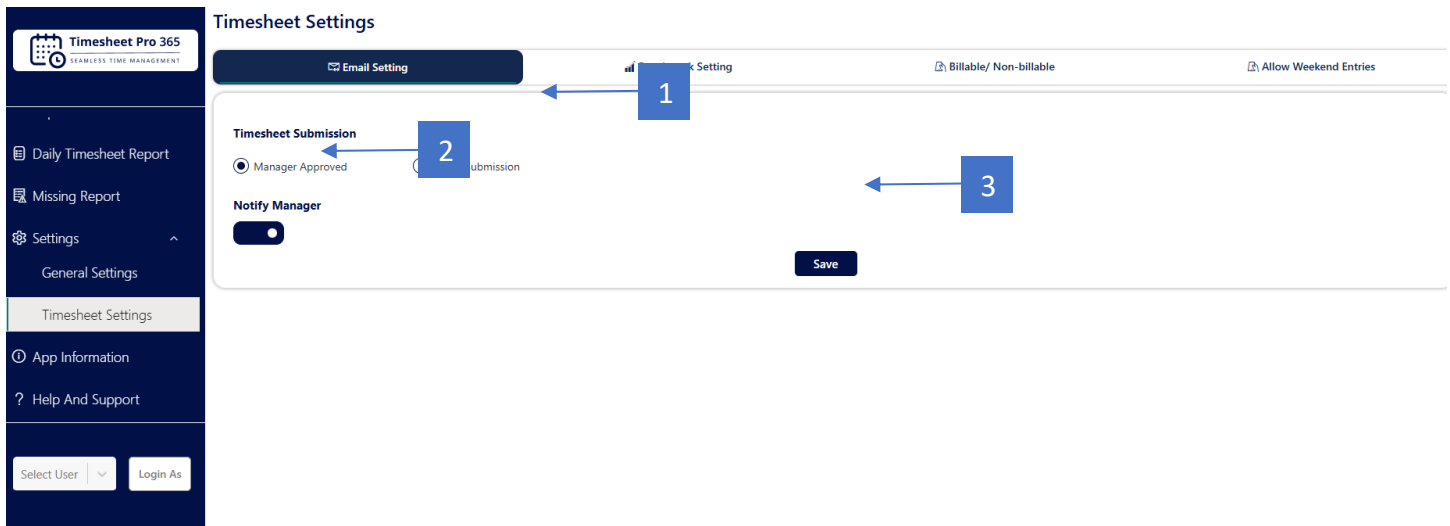 Timesheet Settings
Timesheet Pro 365
SEAMLESS TIME MANAGEMENT
Email Setting
Setting
Billable/ Non-billable
Allow Weekend Entries
1
Timesheet Submission
2
Manager Approved
3
Notify Manager
Save
Daily Timesheet Report
Missing Report
Settings
General Settings
Timesheet Settings
App Information
? Help And Support
Select User
Login As